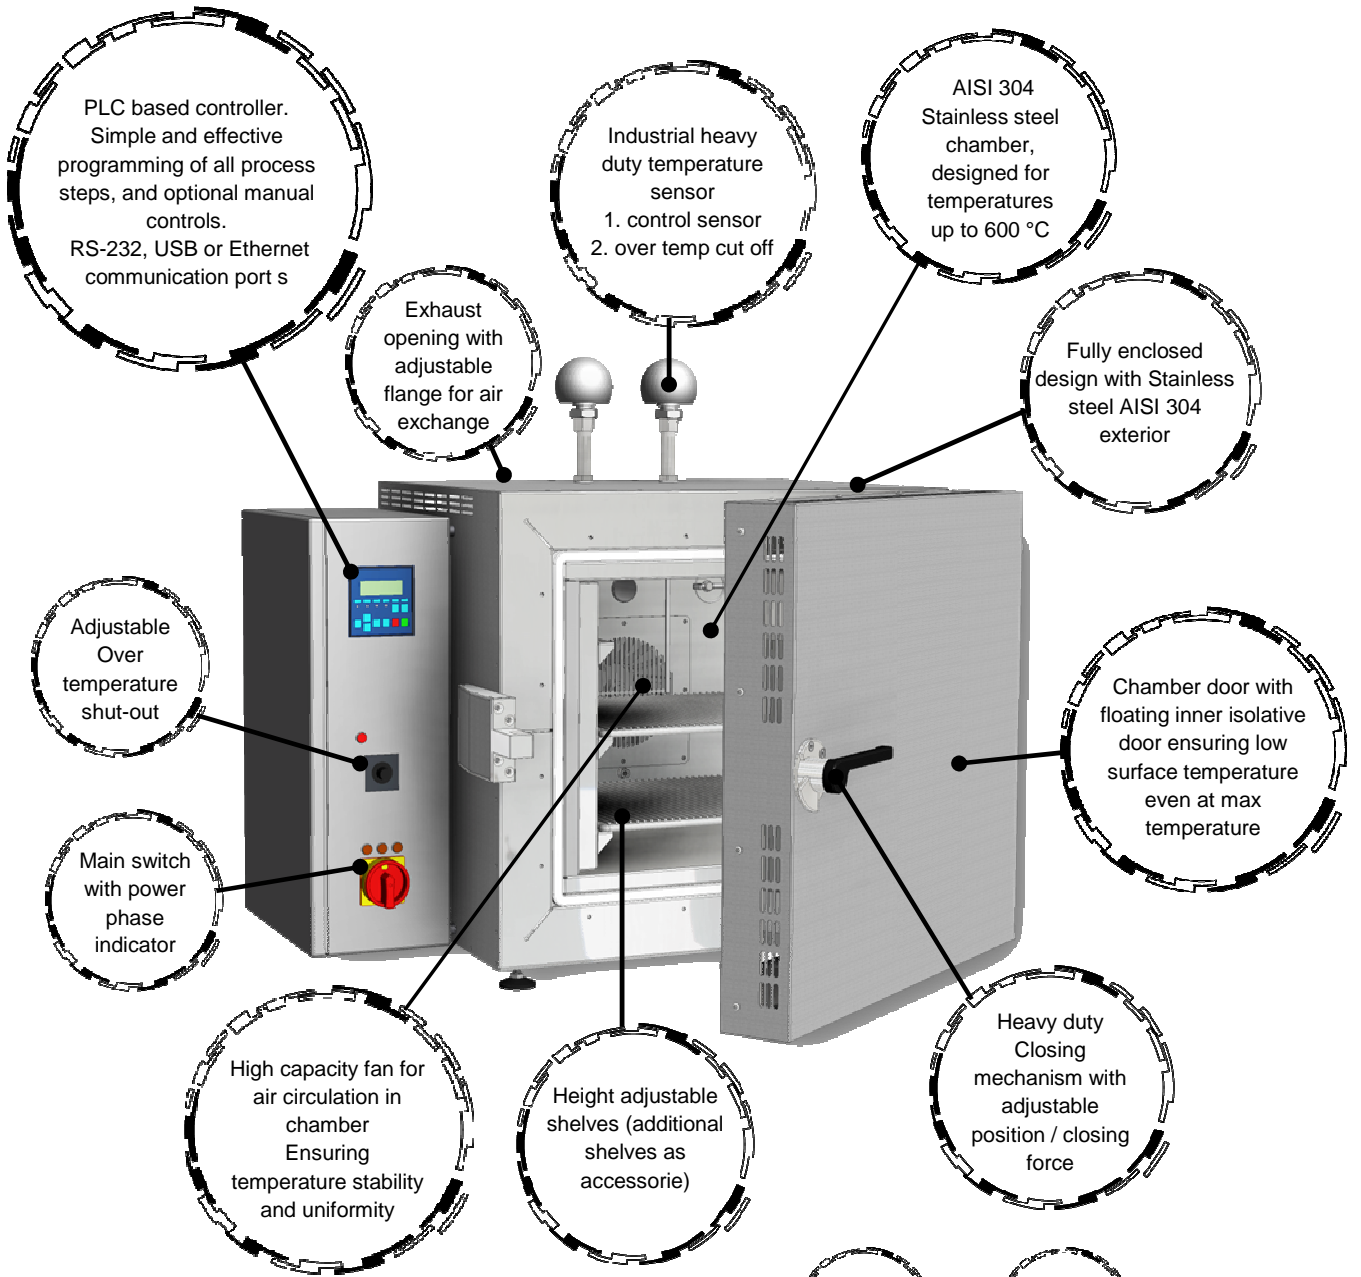 PLC based controller.
Simple and effective
programming of all process
steps, and optional manual
controls.
RS-232, USB or Ethernet
communication port s
Industrial heavy
duty temperature
sensor
1. control sensor
2. over temp cut off
AISI 304
Stainless steel
chamber,
designed for
temperatures
up to 600 °C
Exhaust
opening with
adjustable
flange for air
exchange
Fully enclosed
design with Stainless
steel AISI 304
exterior
Adjustable
Over
temperature
shut-out
Chamber door with
floating inner isolative
door ensuring low
surface temperature
even at max
temperature
Main switch
with power
phase
indicator
High capacity fan for
air circulation in
chamber
Ensuring
temperature stability
and uniformity
Height adjustable
shelves (additional
shelves as
accessorie)
Heavy duty
Closing
mechanism with
adjustable
position / closing
force